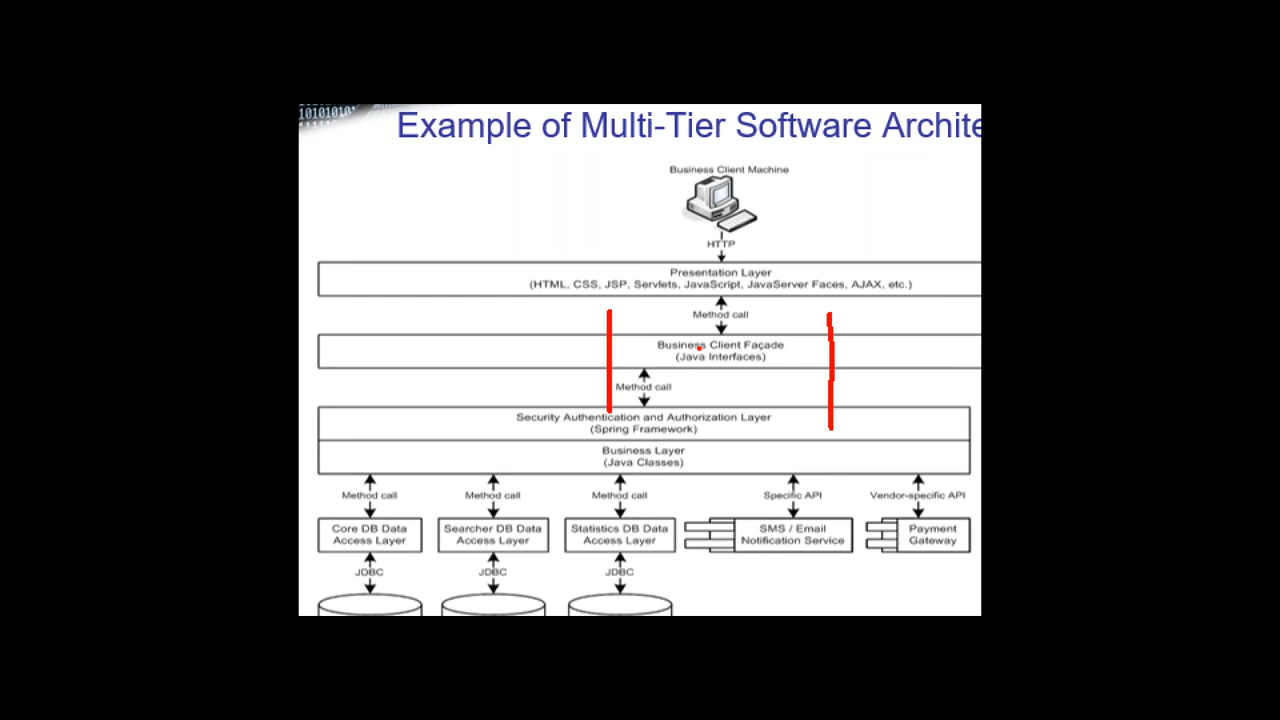 10101010
Example of Multi-Tier Software Archite
Business Client Machine
HTTP
Presentation Layer
(HTML, CSS, JSP, Servlets, JavaScript, JavaServer Faces, AJAX, etc.)
Method call
Business Client Façade
(Java Interfaces)
Method call
Security Authentication and Authorization Layer
(Spring Framework)
Business Layer
(Java Classes)
Method call Method call Method call Specific API Vendor-specific API
Core DB Data Searcher DB Data Statistics DB Data SMS / Email Payment
Access Layer Access Layer Access Layer Notification Service Gateway
JDBC JDBC JDBC